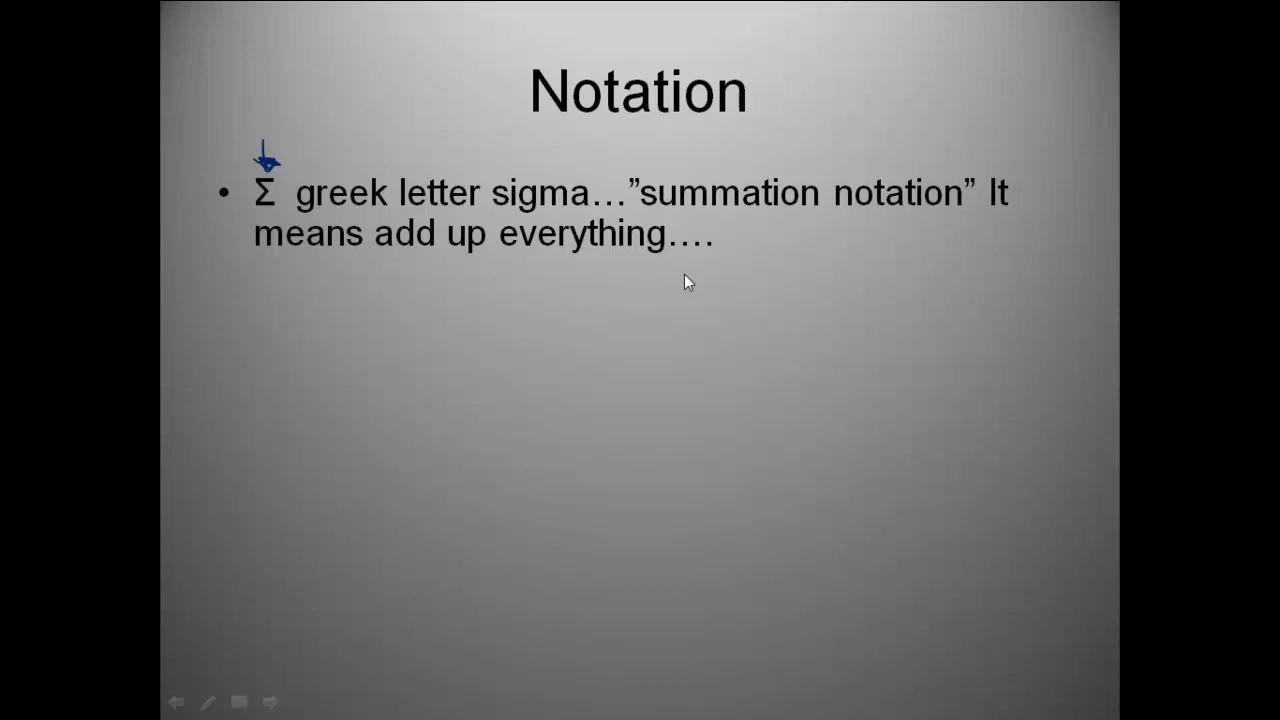 Notation
• Σ greek letter sigma…”summation notation” It
means add up everything….